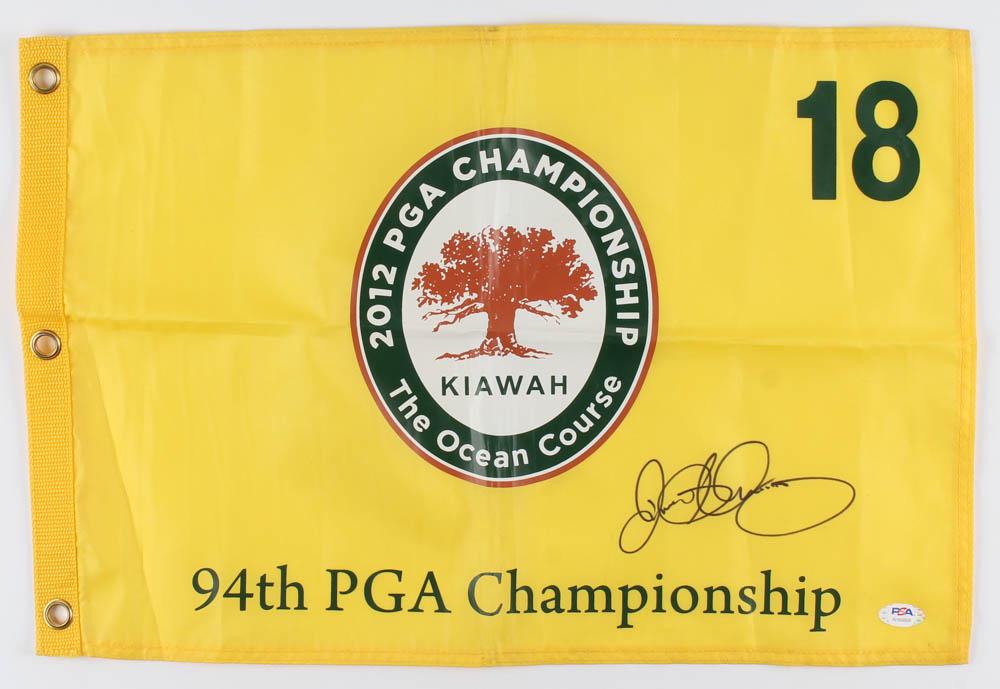 18
2012 PGA CHAMPIONSHIP
KIAWAH
The Ocean Course
94th PGA Championship
PSA